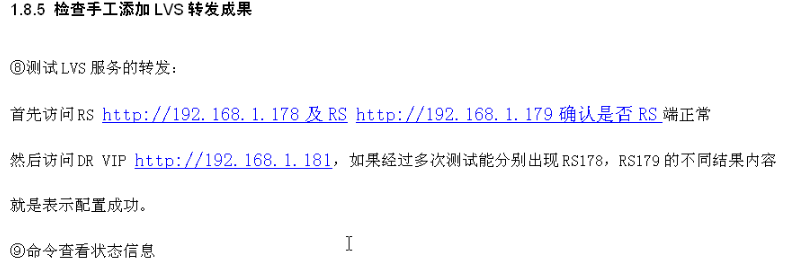 1.8.5 检查手工添加 LVS 转发成果
⑧测试 LVS 服务的转发：
首先访问 RS http://192.168.1.178 及 RS http://192.168.1.179 确认是否 RS 端正常
然后访问 DR VIP http://192.168.1.181，如果经过多次测试能分别出现 RS178，RS179 的不同结果内容
就是表示配置成功。
⑨命令查看状态信息